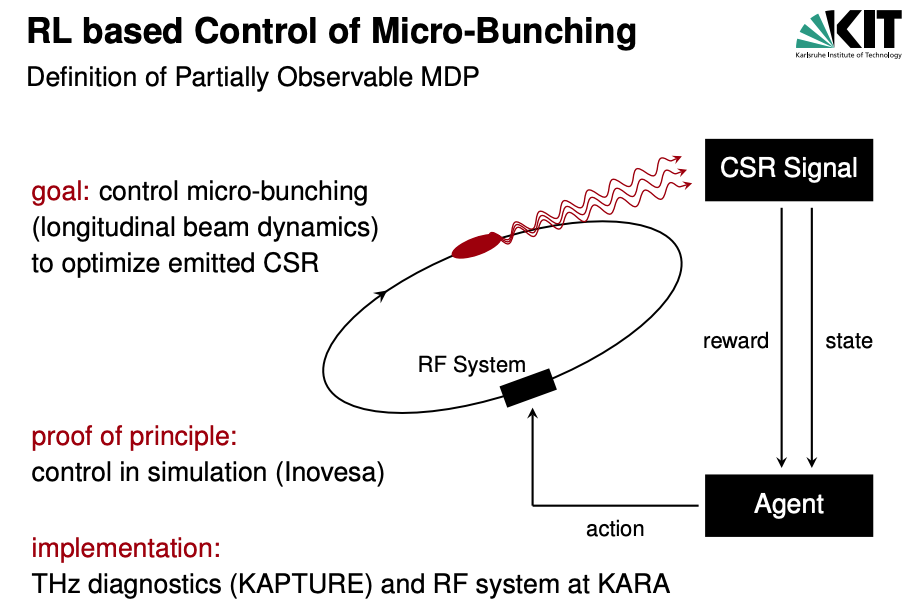 RL based Control of Micro-Bunching
Definition of Partially Observable MDP
KIT
Karlsruhe Institute of Technology
goal: control micro-bunching
(longitudinal beam dynamics)
to optimize emitted CSR
CSR Signal
reward
state
RF System
proof of principle:
control in simulation (Inovesa)
Agent
action
implementation:
THz diagnostics (KAPTURE) and RF system at KARA